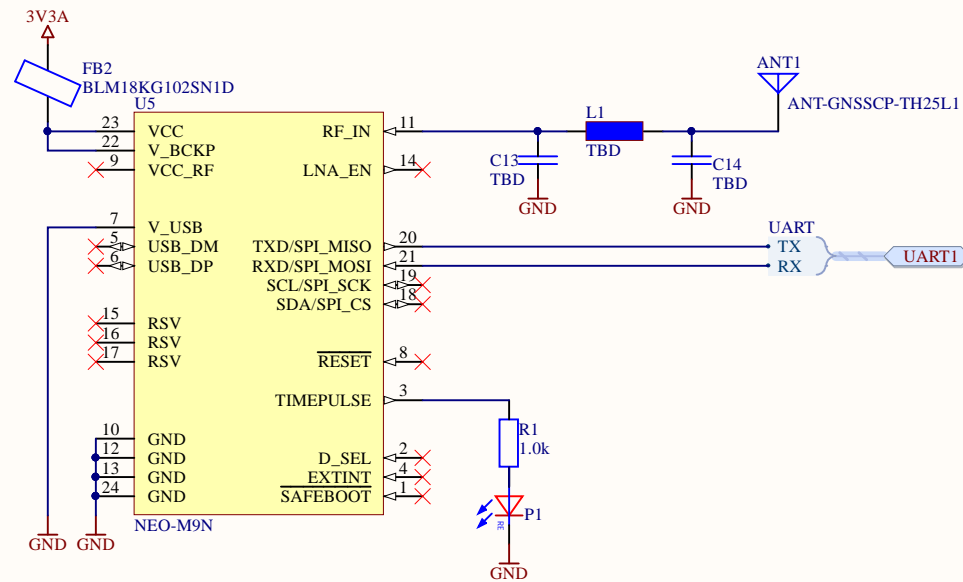 3V3A
FB2
BLM18KG102SN1D
U5
23 VCC
22 V_BCKP
9 VCC_RF
7 V_USB
5 USB_DM
6 USB_DP
15 RSV
16 RSV
17 RSV
10 GND
12 GND
13 GND
24 GND
RF_IN 11
LNA_EN 14
TXD/SPI_MISO 20
RXD/SPI_MOSI 21
SCL/SPI_SCK 19
SDA/SPI_CS 18
RESET 8
TIMEPULSE 3
D_SEL 2
EXTINT 4
SAFEBOOT 1
NEO-M9N
GND
GND
C13
TBD
GND
L1
TBD
C14
TBD
GND
ANT1
ANT-GNSSCP-TH25L1
UART
TX
RX
UART1
R1
1.0k
P1
RE
GND